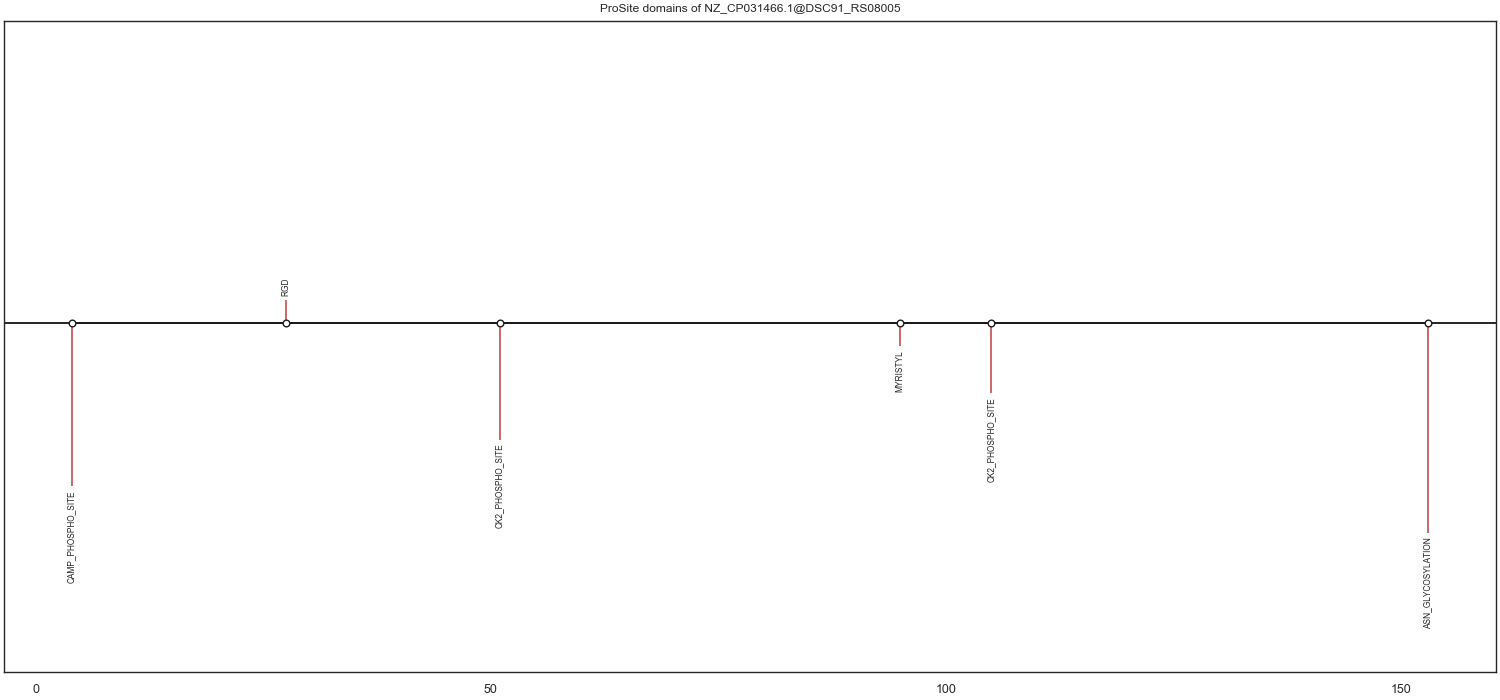 ProSite domains of NZ_CP031466.1@DSC91_RS08005
RGD
MYRISTYL
CK2_PHOSPHO_SITE
CK2_PHOSPHO_SITE
CAMP_PHOSPHO_SITE
ASN_GLYCOSYLATION
0
50
100
150